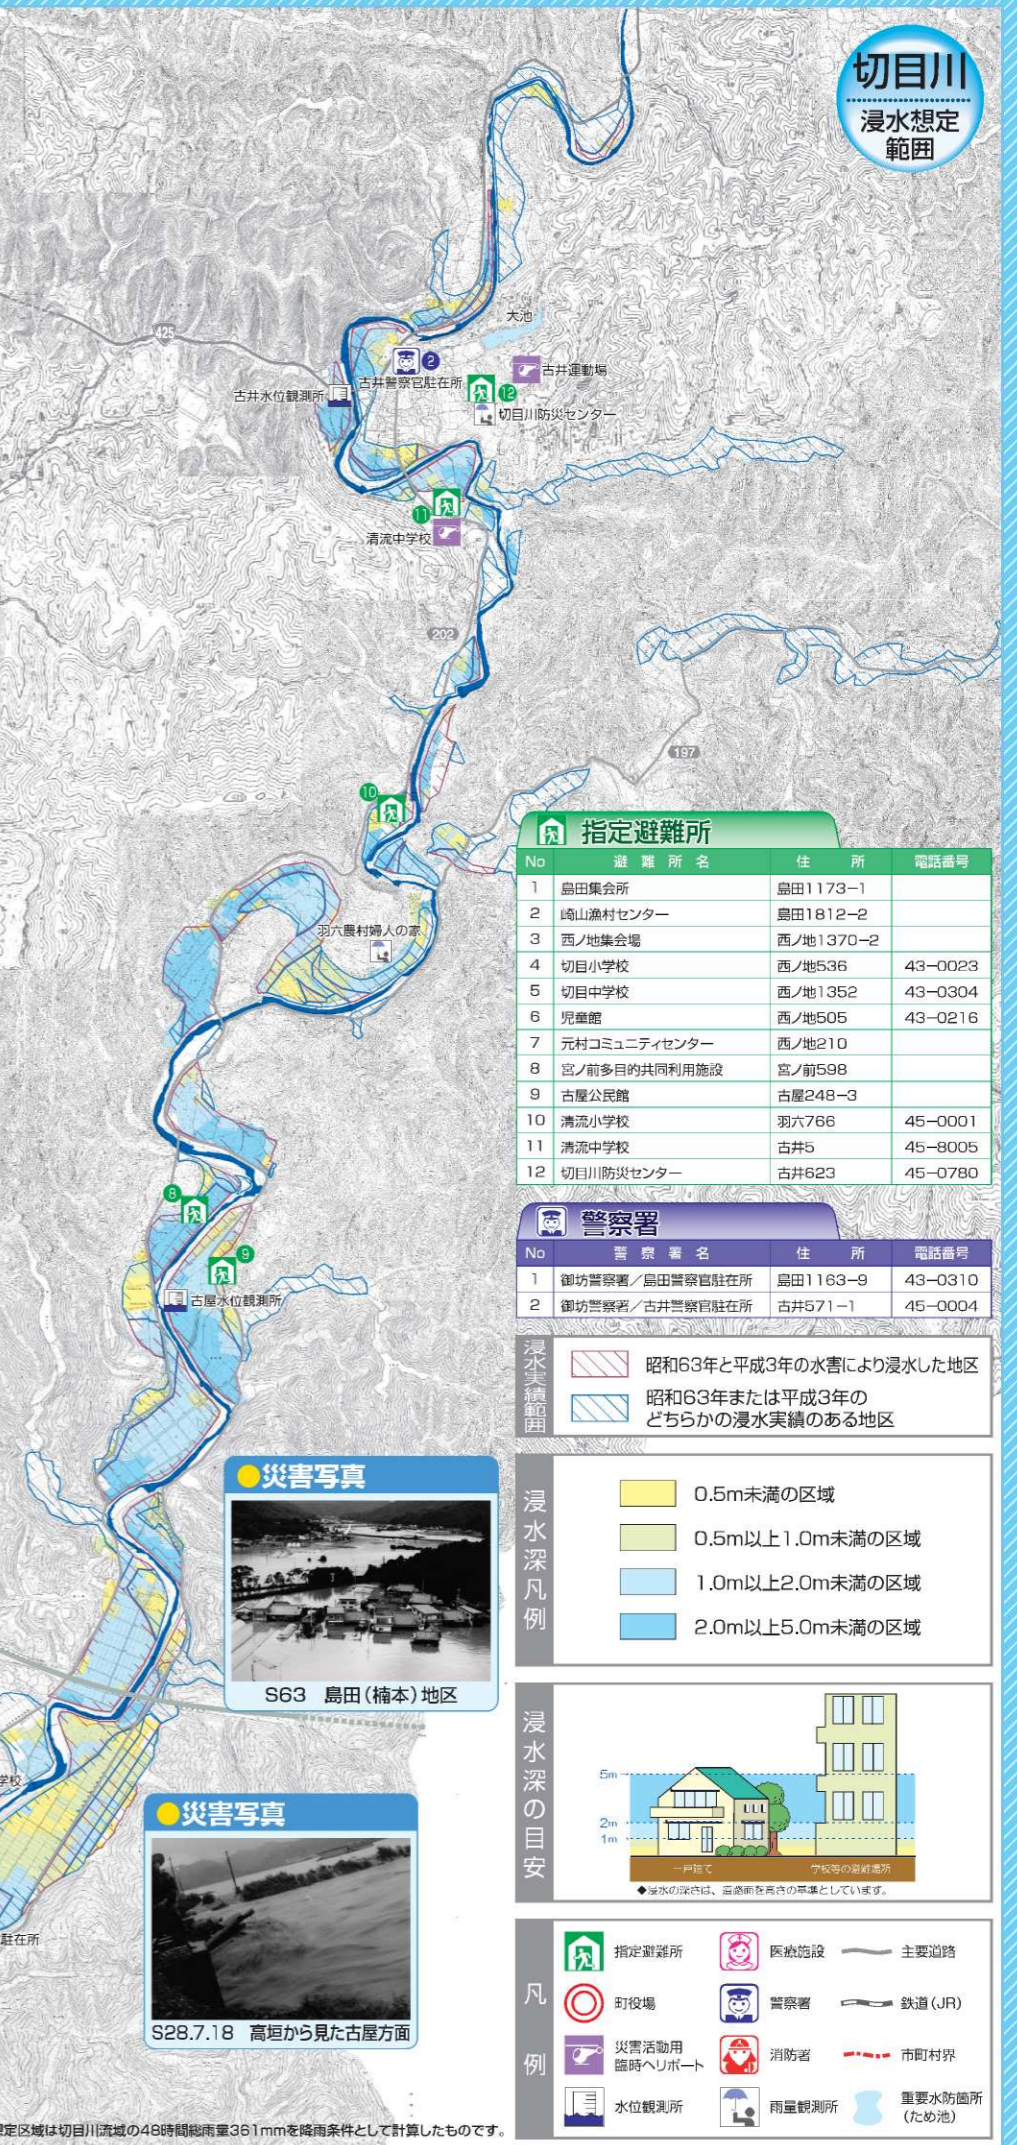 切目川
浸水想定
範囲
大池
425
2
古井警察官駐在所
古井運動場
古井水位観測所
12
切目川防災センター
11
清流中学校
202
197
10
羽六農村婦人の家
8
9
古屋水位観測所
学校
駐在所
指定避難所
No 避難所名 住所 電話番号
1 島田集会所 島田1173−1
2 崎山漁村センター 島田1812−2
3 西ノ地集会場 西ノ地1370−2
4 切目小学校 西ノ地536 43−0023
5 切目中学校 西ノ地1352 43−0304
6 児童館 西ノ地505 43−0216
7 元村コミュニティセンター 西ノ地210
8 宮ノ前多目的共同利用施設 宮ノ前598
9 古屋公民館 古屋248−3
10 清流小学校 羽六766 45−0001
11 清流中学校 古井5 45−8005
12 切目川防災センター 古井623 45−0780
警察署
No 警察署名 住所 電話番号
1 御坊警察署／島田警察官駐在所 島田1163−9 43−0310
2 御坊警察署／古井警察官駐在所 古井571−1 45−0004
浸水実績範囲
昭和63年と平成3年の水害により浸水した地区
昭和63年または平成3年の
どちらかの浸水実績のある地区
浸水深凡例
0.5m未満の区域
0.5m以上1.0m未満の区域
1.0m以上2.0m未満の区域
2.0m以上5.0m未満の区域
●災害写真
S63 島田(楠本)地区
●災害写真
S28.7.18 高垣から見た古屋方面
浸水深の目安
5m
2m
1m
一戸建て 学校等の避難場所
◆浸水の深さは、道路面を高さの基準としています。
凡例
指定避難所 医療施設 主要道路
町役場 警察署 鉄道(JR)
災害活動用
臨時ヘリポート
消防署 市町村界
水位観測所 雨量観測所 重要水防箇所
(ため池)
想定区域は切目川流域の48時間総雨量361mmを降雨条件として計算したものです。